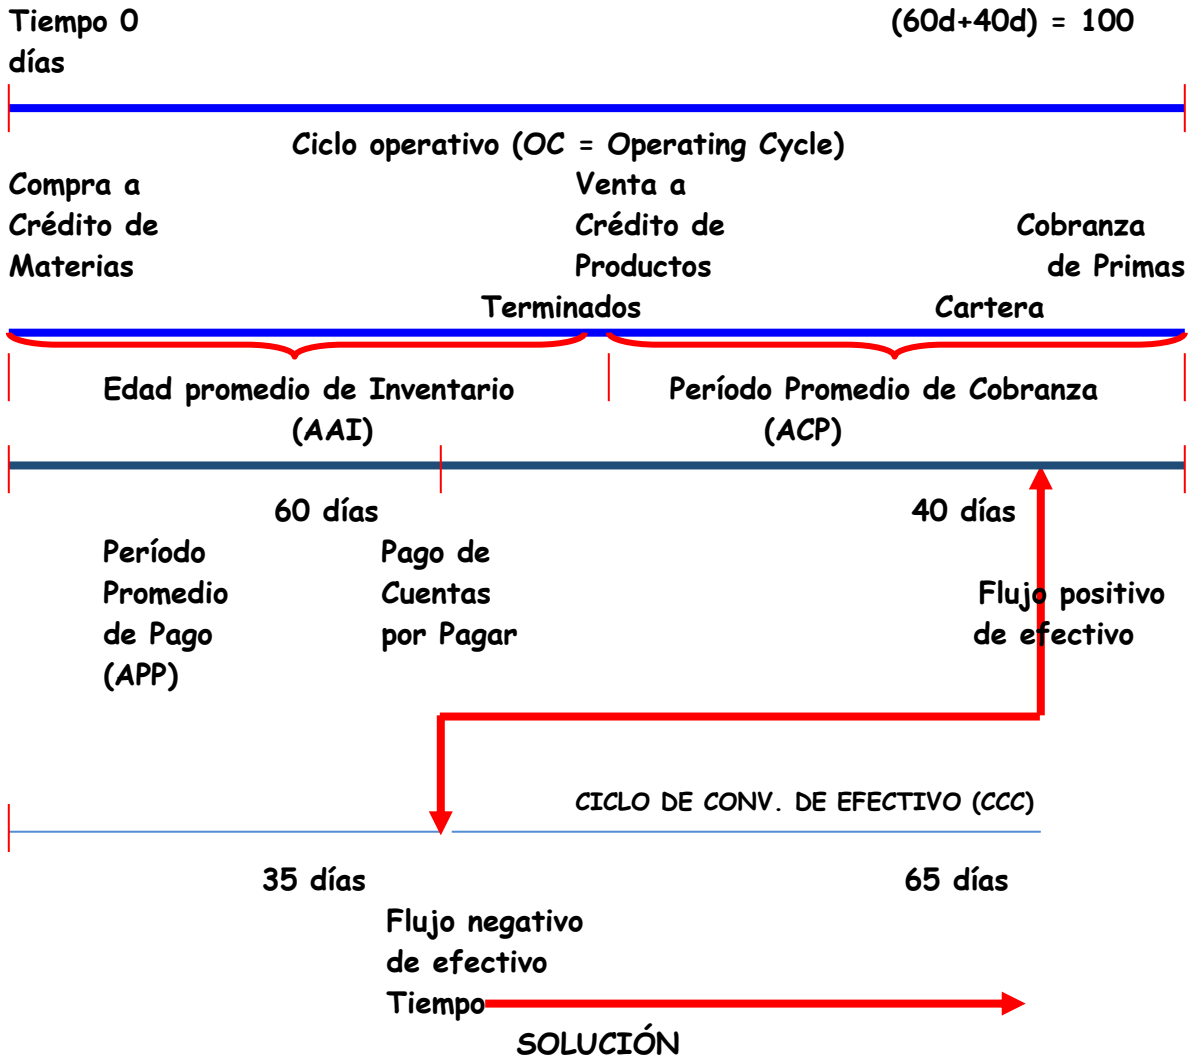 Tiempo 0 (60d+40d) = 100
días
Ciclo operativo (OC = Operating Cycle)
Compra a Venta a
Crédito de Crédito de Cobranza
Materias Productos de Primas
Terminados Cartera
Edad promedio de Inventario Período Promedio de Cobranza
(AAI) (ACP)
60 días 40 días
Período Pago de
Promedio Cuentas Flujo positivo
de Pago por Pagar de efectivo
(APP)
CICLO DE CONV. DE EFECTIVO (CCC)
35 días 65 días
Flujo negativo
de efectivo
Tiempo
SOLUCIÓN